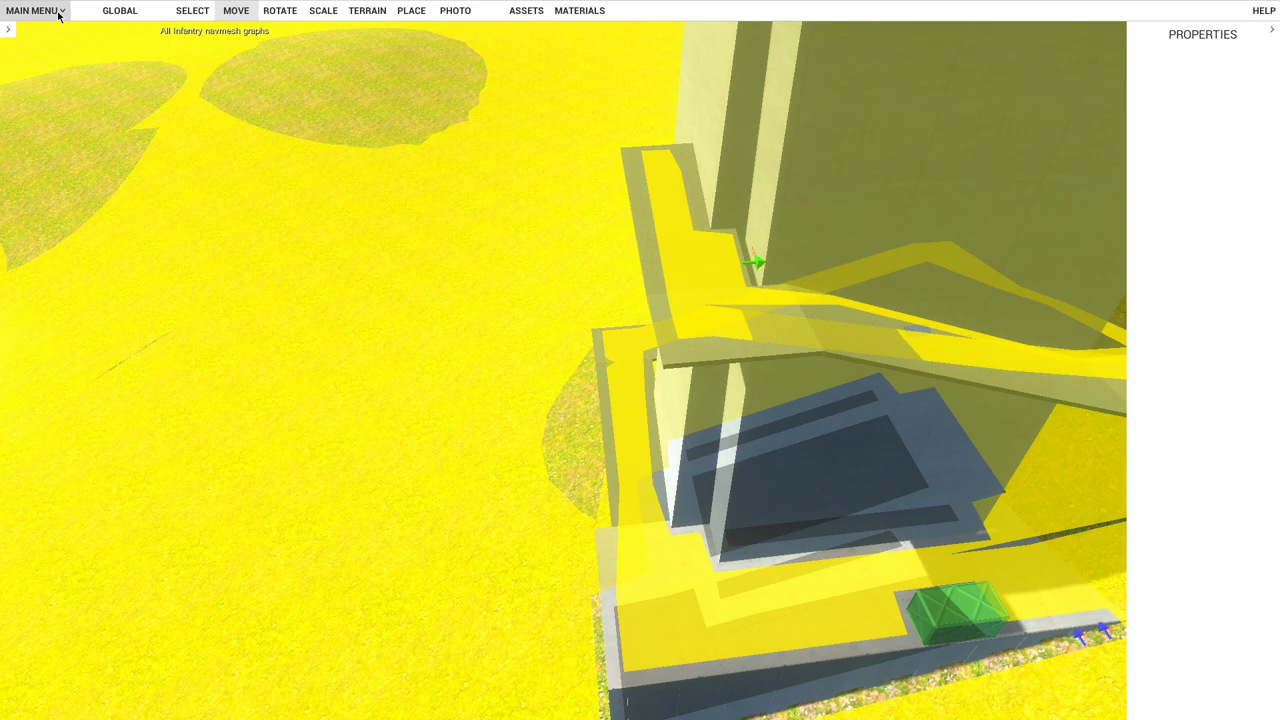 MAIN MENU GLOBAL SELECT MOVE ROTATE SCALE TERRAIN PLACE PHOTO ASSETS MATERIALS HELP
All Infantry navmesh graphs
PROPERTIES